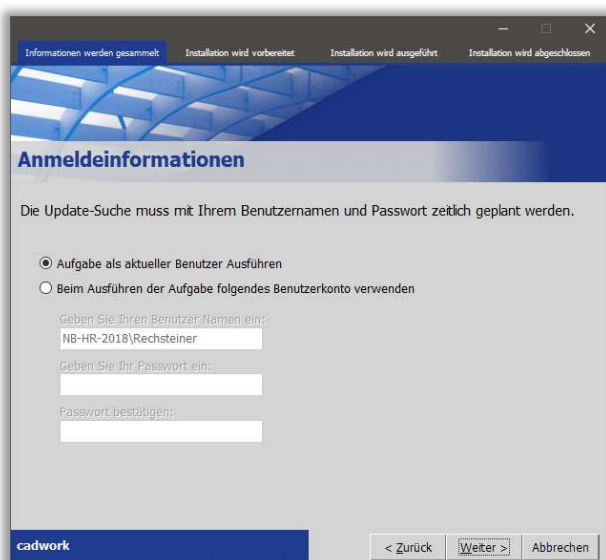 Informationen werden gesammelt Installation wird vorbereitet Installation wird ausgeführt Installation wird abgeschlossen
Anmeldeinformationen
Die Update-Suche muss mit Ihrem Benutzernamen und Passwort zeitlich geplant werden.
Aufgabe als aktueller Benutzer Ausführen
Beim Ausführen der Aufgabe folgendes Benutzerkonto verwenden
Geben Sie Ihren Benutzer Namen ein:
NB-HR-2018\Rechsteiner
Geben Sie Ihr Passwort ein:
Passwort bestätigen:
cadwork < Zurück Weiter > Abbrechen